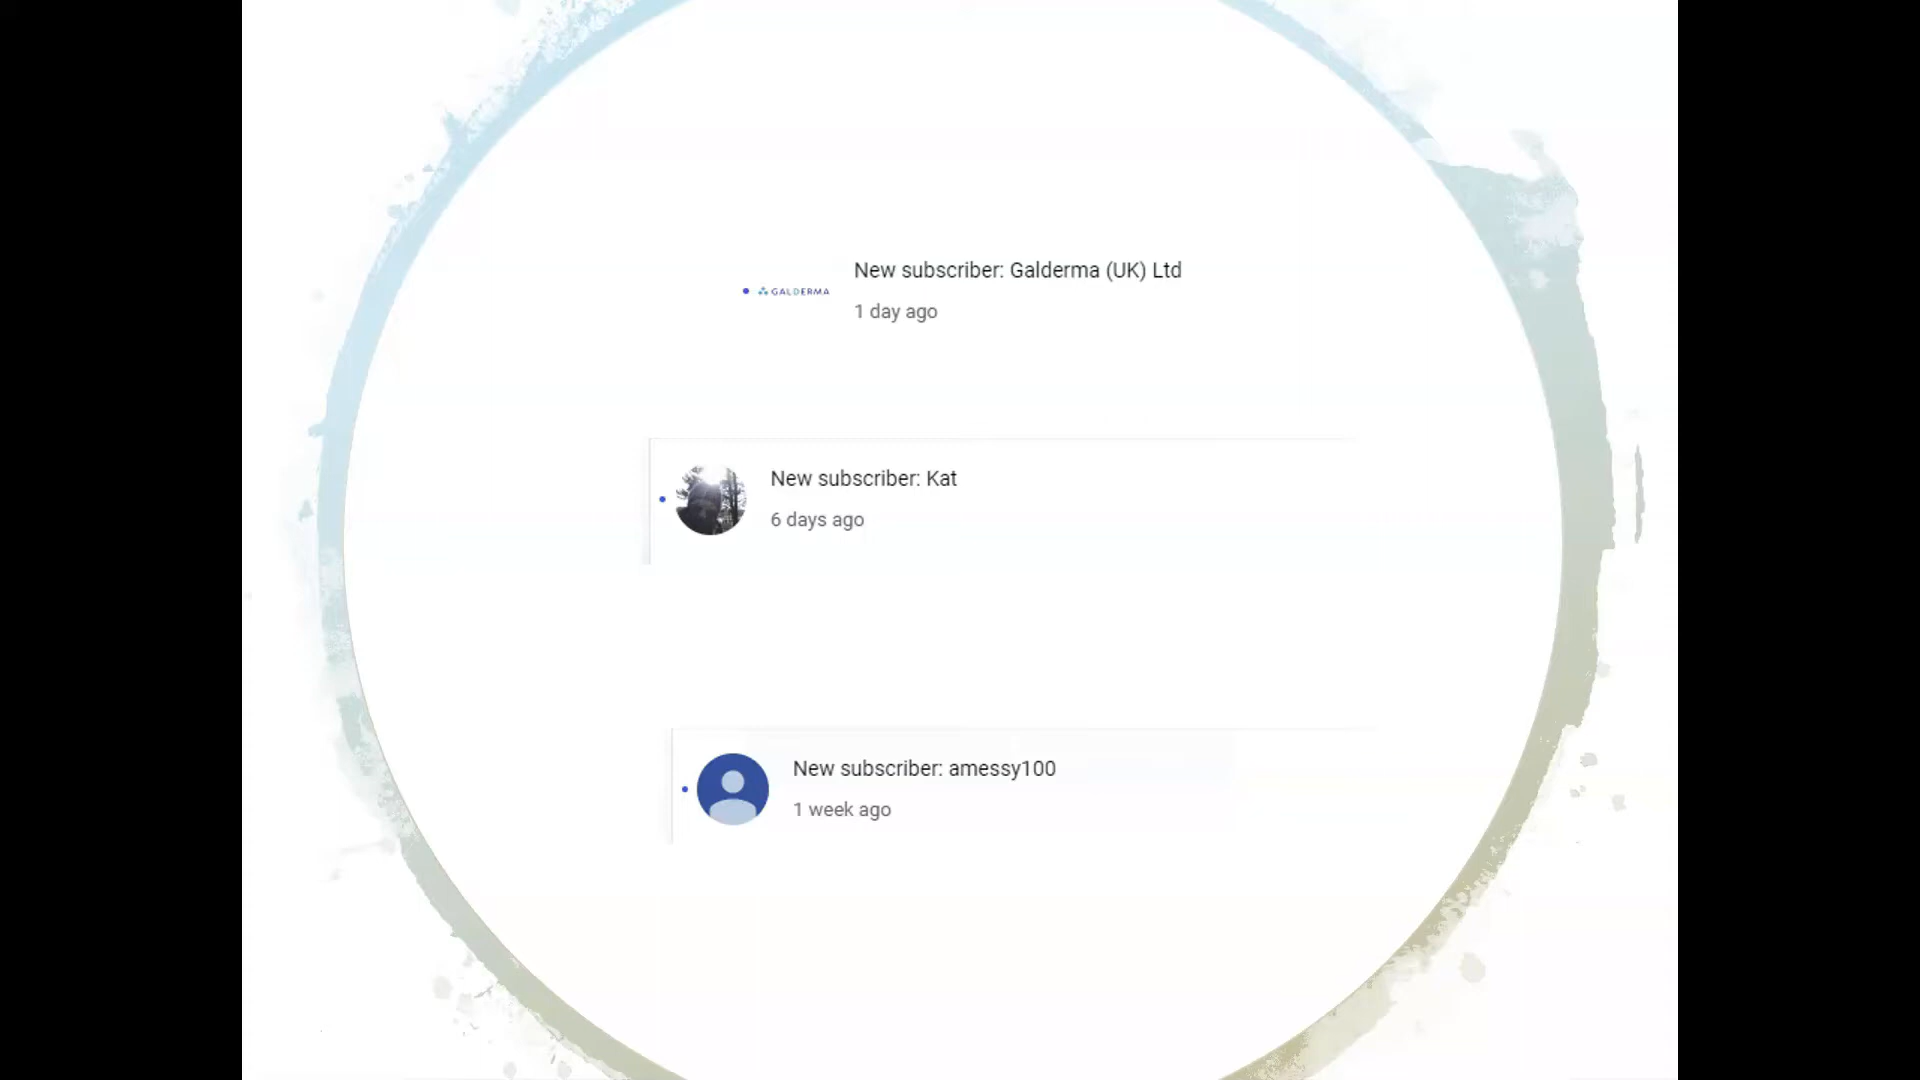 New subscriber: Galderma (UK) Ltd
GALDERMA
1 day ago
New subscriber: Kat
6 days ago
New subscriber: amessy100
1 week ago